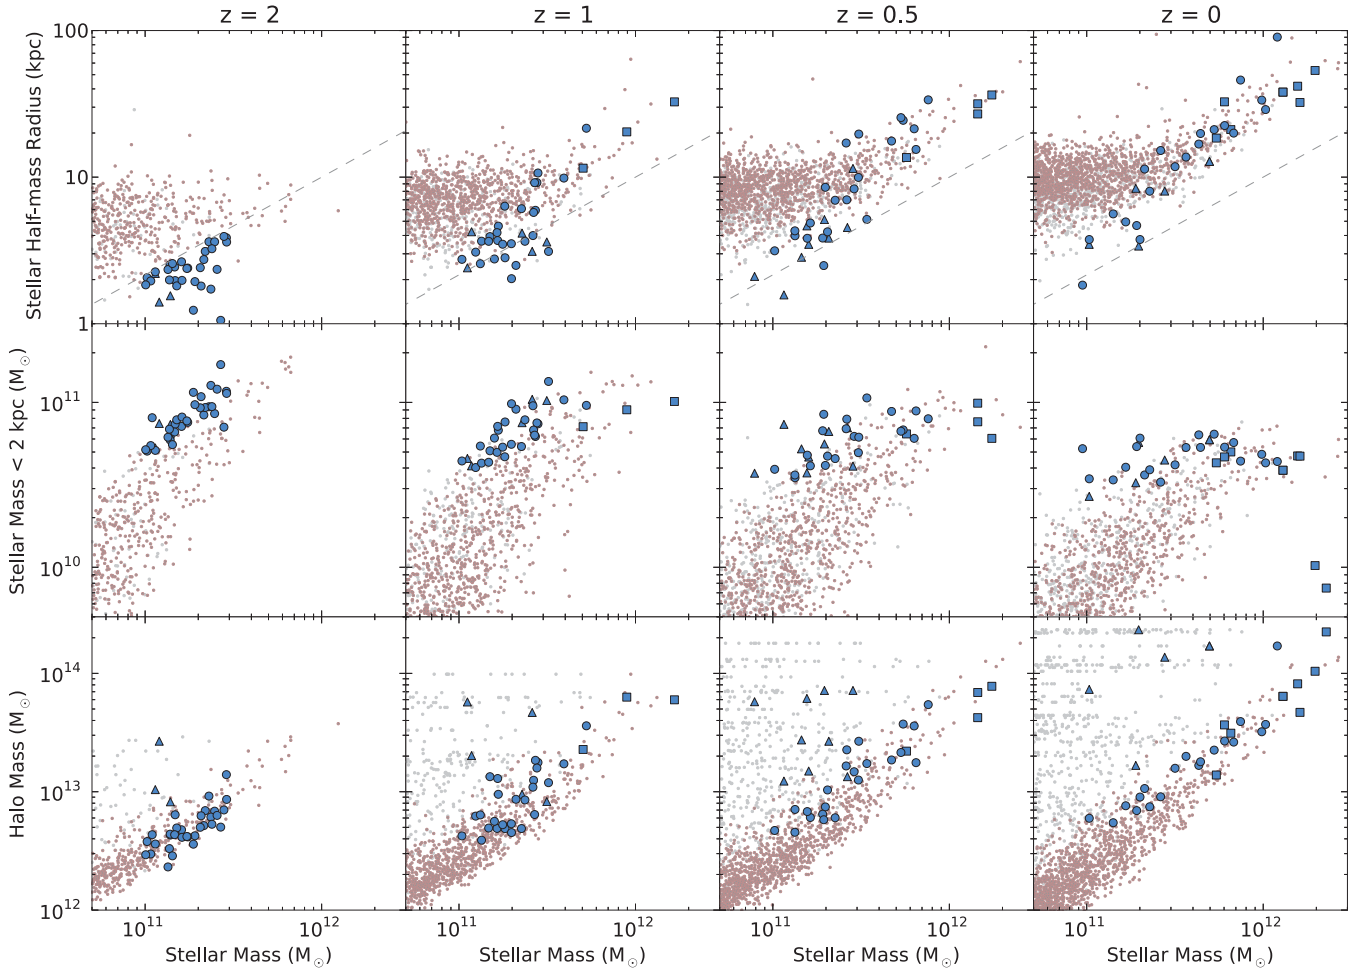 z = 2 z = 1 z = 0.5 z = 0
Stellar Half-mass Radius (kpc)
100
10
1
Stellar Mass < 2 kpc (M⊙)
10¹¹
10¹⁰
Halo Mass (M⊙)
10¹⁴
10¹³
10¹²
10¹¹ 10¹² 10¹¹ 10¹² 10¹¹ 10¹² 10¹¹ 10¹²
Stellar Mass (M⊙) Stellar Mass (M⊙) Stellar Mass (M⊙) Stellar Mass (M⊙)